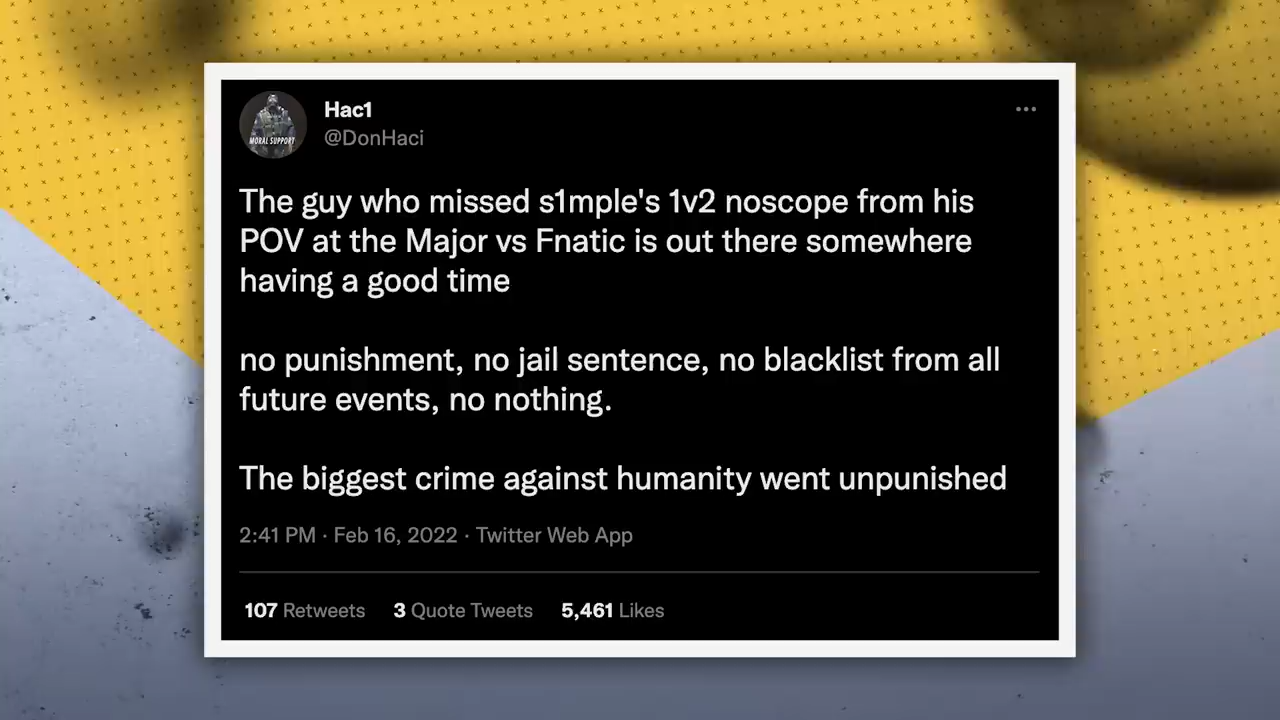 Hac1
@DonHaci
MORAL SUPPORT
The guy who missed s1mple's 1v2 noscope from his
POV at the Major vs Fnatic is out there somewhere
having a good time
no punishment, no jail sentence, no blacklist from all
future events, no nothing.
The biggest crime against humanity went unpunished
2:41 PM · Feb 16, 2022 · Twitter Web App
107 Retweets 3 Quote Tweets 5,461 Likes